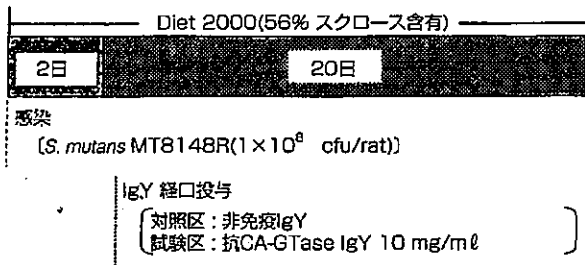 Diet 2000(56% スクロース含有)
2日
20日
感染
〔S. mutans MT8148R(1×10⁸ cfu/rat)〕
IgY 経口投与
対照区:非免疫IgY
試験区:抗CA-GTase IgY 10 mg/mℓ